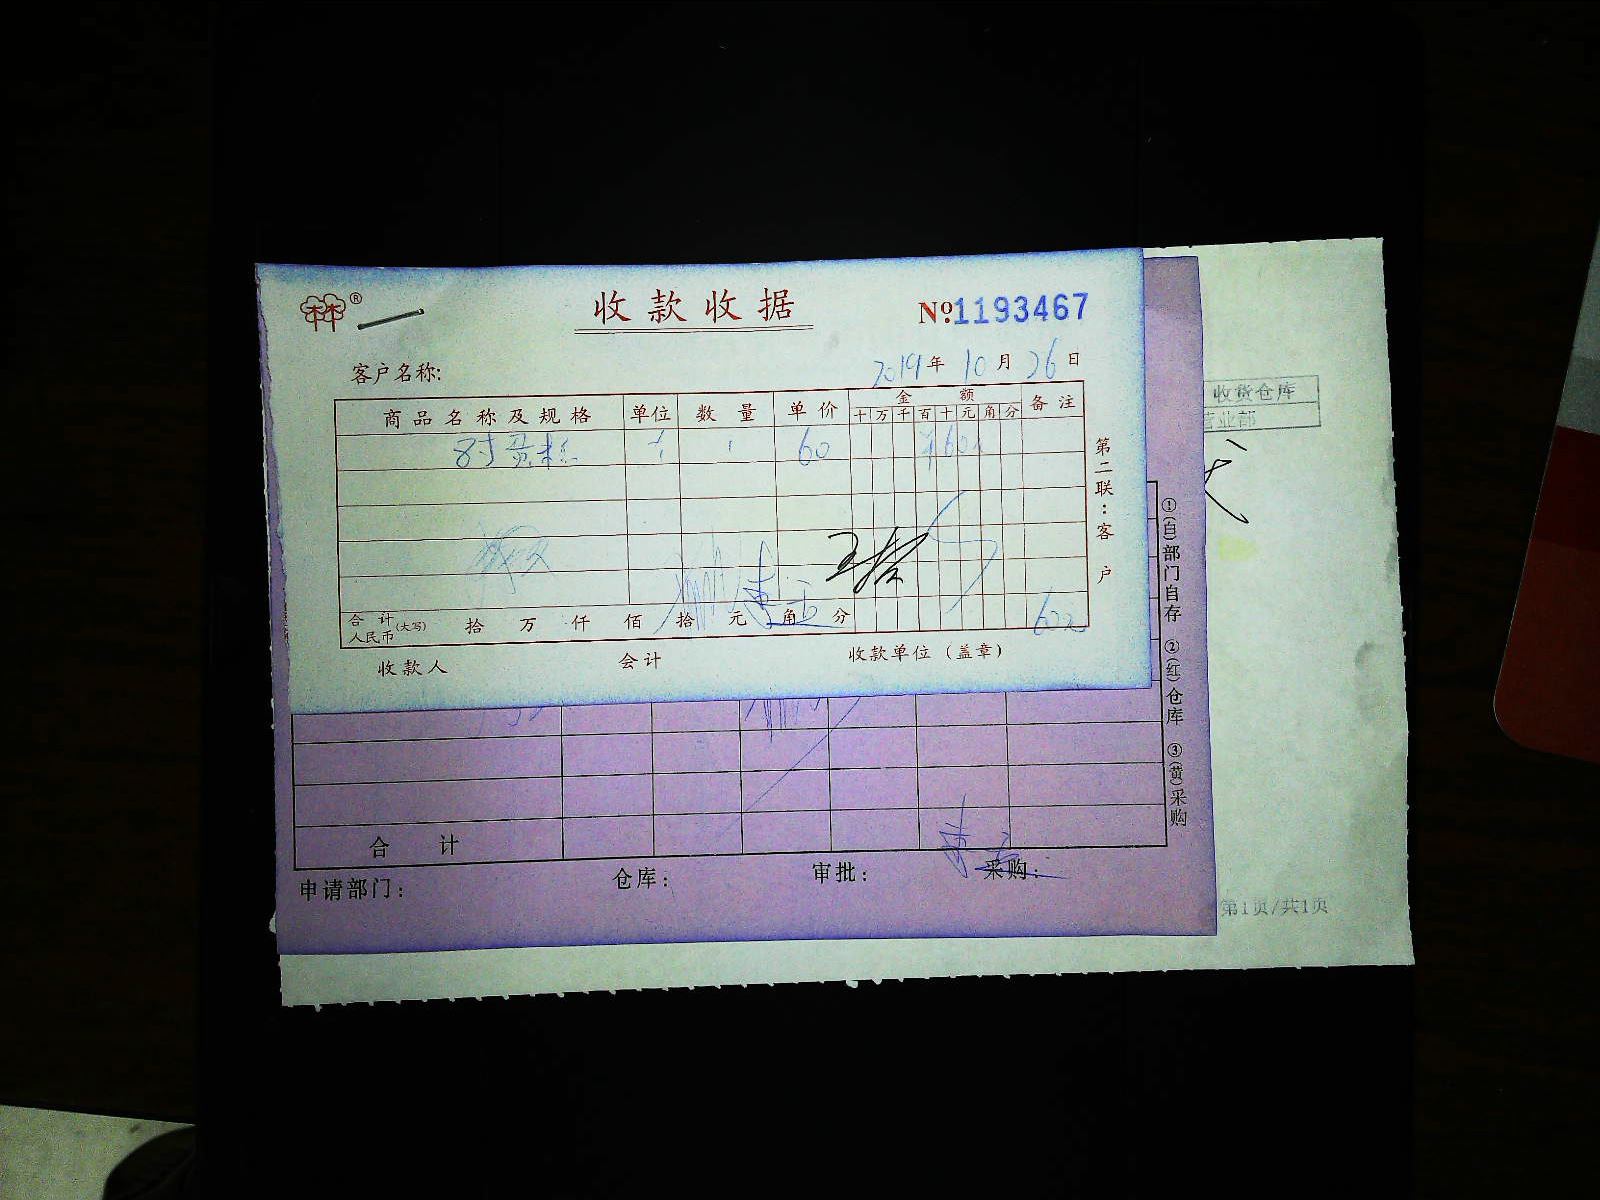 ® 收款收据 №1193467
客户名称: 2019年 10月 26日
商品名称及规格 单位 数量 单价 金额 备注
十 万 千 百 十 元 角 分
8寸 1 60 ¥60
第二联:客户
合计 人民币(大写) 拾 万 仟 佰 拾 元 角 分 60元
收款人 会计 收款单位(盖章)
收货仓库
营业部
①(自)部门自存 ②(红)仓库 ③(黄)采购
合计
申请部门: 仓库: 审批: 采购:
第1页/共1页